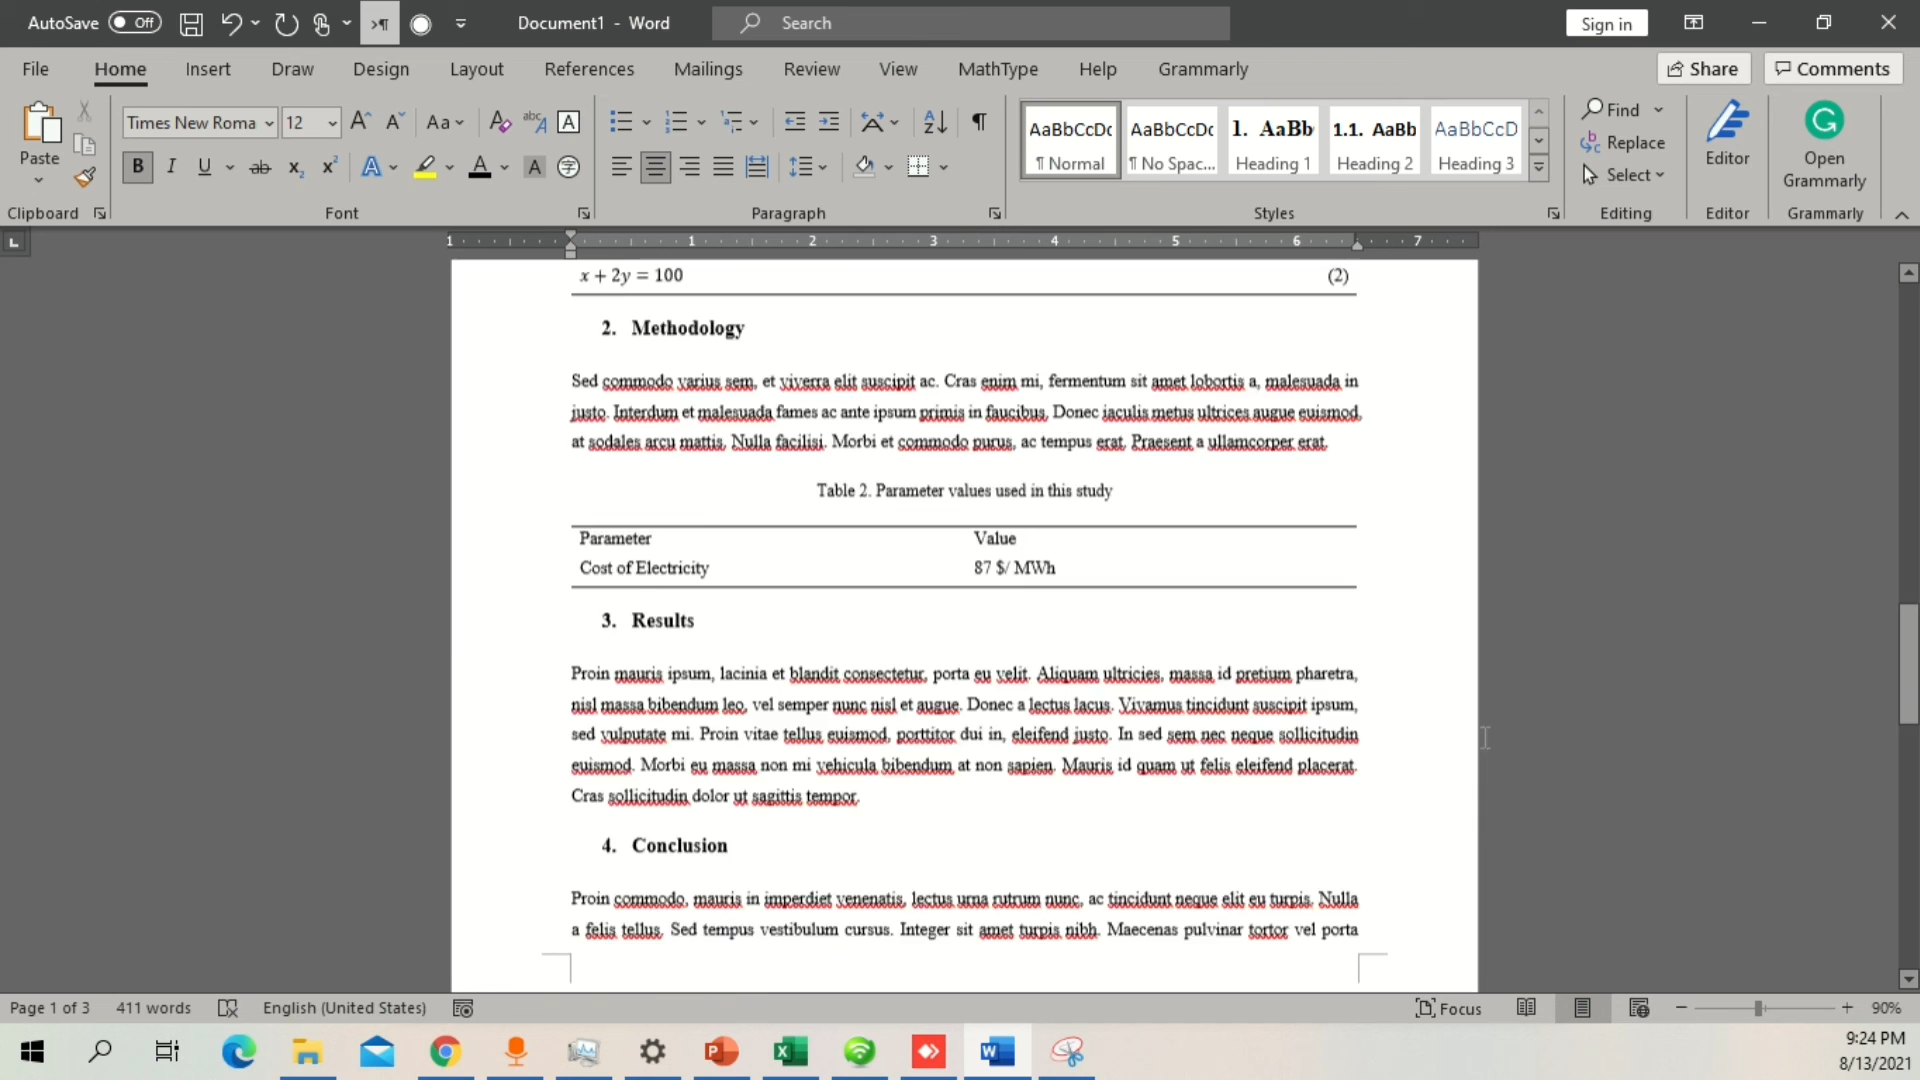 AutoSave Off Document1 - Word Search Sign in
File Home Insert Draw Design Layout References Mailings Review View MathType Help Grammarly Share Comments
Paste
Clipboard
Times New Roma 12
Font
Paragraph
AaBbCcDc AaBbCcDc 1. AaBb 1.1. AaBb AaBbCcD
¶ Normal ¶ No Spac... Heading 1 Heading 2 Heading 3
Styles
Find
Replace
Select
Editing
Editor
Editor
Open
Grammarly
Grammarly
1 1 2 3 4 5 6 7
x + 2y = 100 (2)
2. Methodology
Sed commodo varius sem, et viverra elit suscipit ac. Cras enim mi, fermentum sit amet lobortis a, malesuada in
justo. Interdum et malesuada fames ac ante ipsum primis in faucibus. Donec iaculis metus ultrices augue euismod,
at sodales arcu mattis. Nulla facilisi. Morbi et commodo purus, ac tempus erat. Praesent a ullamcorper erat.
Table 2. Parameter values used in this study
Parameter Value
Cost of Electricity 87 $/ MWh
3. Results
Proin mauris ipsum, lacinia et blandit consectetur, porta eu velit. Aliquam ultricies, massa id pretium pharetra,
nisl massa bibendum leo, vel semper nunc nisl et augue. Donec a lectus lacus. Vivamus tincidunt suscipit ipsum,
sed vulputate mi. Proin vitae tellus euismod, porttitor dui in, eleifend justo. In sed sem nec neque sollicitudin
euismod. Morbi eu massa non mi vehicula bibendum at non sapien. Mauris id quam ut felis eleifend placerat.
Cras sollicitudin dolor ut sagittis tempor.
4. Conclusion
Proin commodo, mauris in imperdiet venenatis, lectus urna rutrum nunc, ac tincidunt neque elit eu turpis. Nulla
a felis tellus. Sed tempus vestibulum cursus. Integer sit amet turpis nibh. Maecenas pulvinar tortor vel porta
Page 1 of 3 411 words English (United States) Focus 90%
9:24 PM
8/13/2021